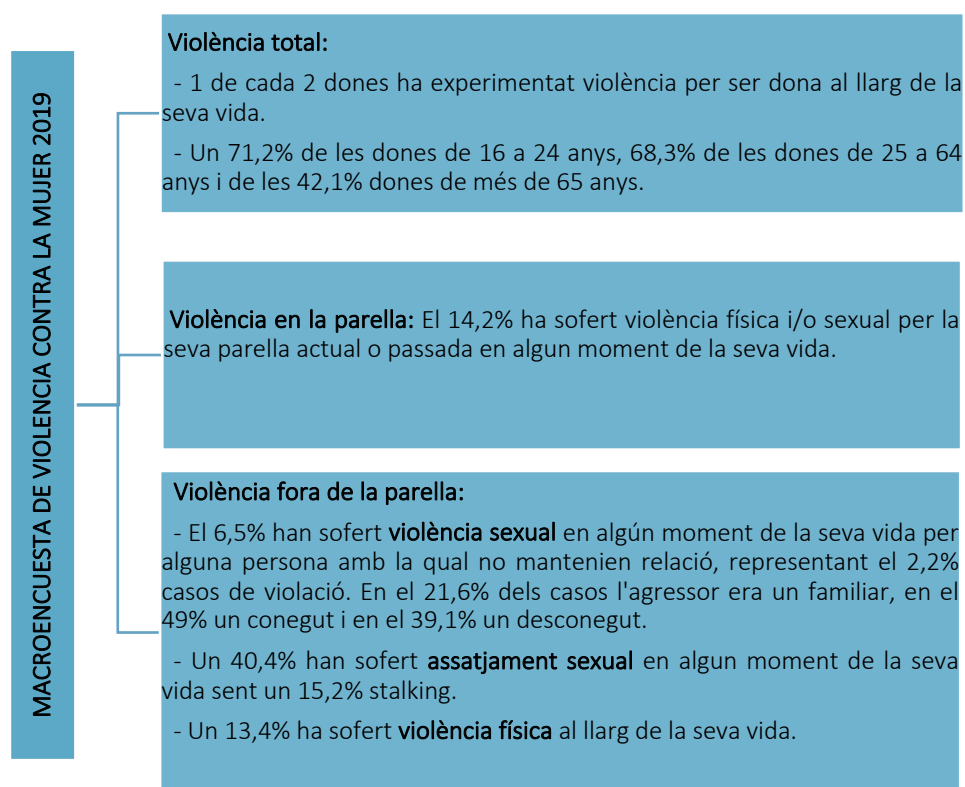 MACROENCUESTA DE VIOLENCIA CONTRA LA MUJER 2019
Violència total:
- 1 de cada 2 dones ha experimentat violència per ser dona al llarg de la
seva vida.
- Un 71,2% de les dones de 16 a 24 anys, 68,3% de les dones de 25 a 64
anys i de les 42,1% dones de més de 65 anys.
Violència en la parella: El 14,2% ha sofert violència física i/o sexual per la
seva parella actual o passada en algun moment de la seva vida.
Violència fora de la parella:
- El 6,5% han sofert violència sexual en algún moment de la seva vida per
alguna persona amb la qual no mantenien relació, representant el 2,2%
casos de violació. En el 21,6% dels casos l'agressor era un familiar, en el
49% un conegut i en el 39,1% un desconegut.
- Un 40,4% han sofert assatjament sexual en algun moment de la seva
vida sent un 15,2% stalking.
- Un 13,4% ha sofert violència física al llarg de la seva vida.